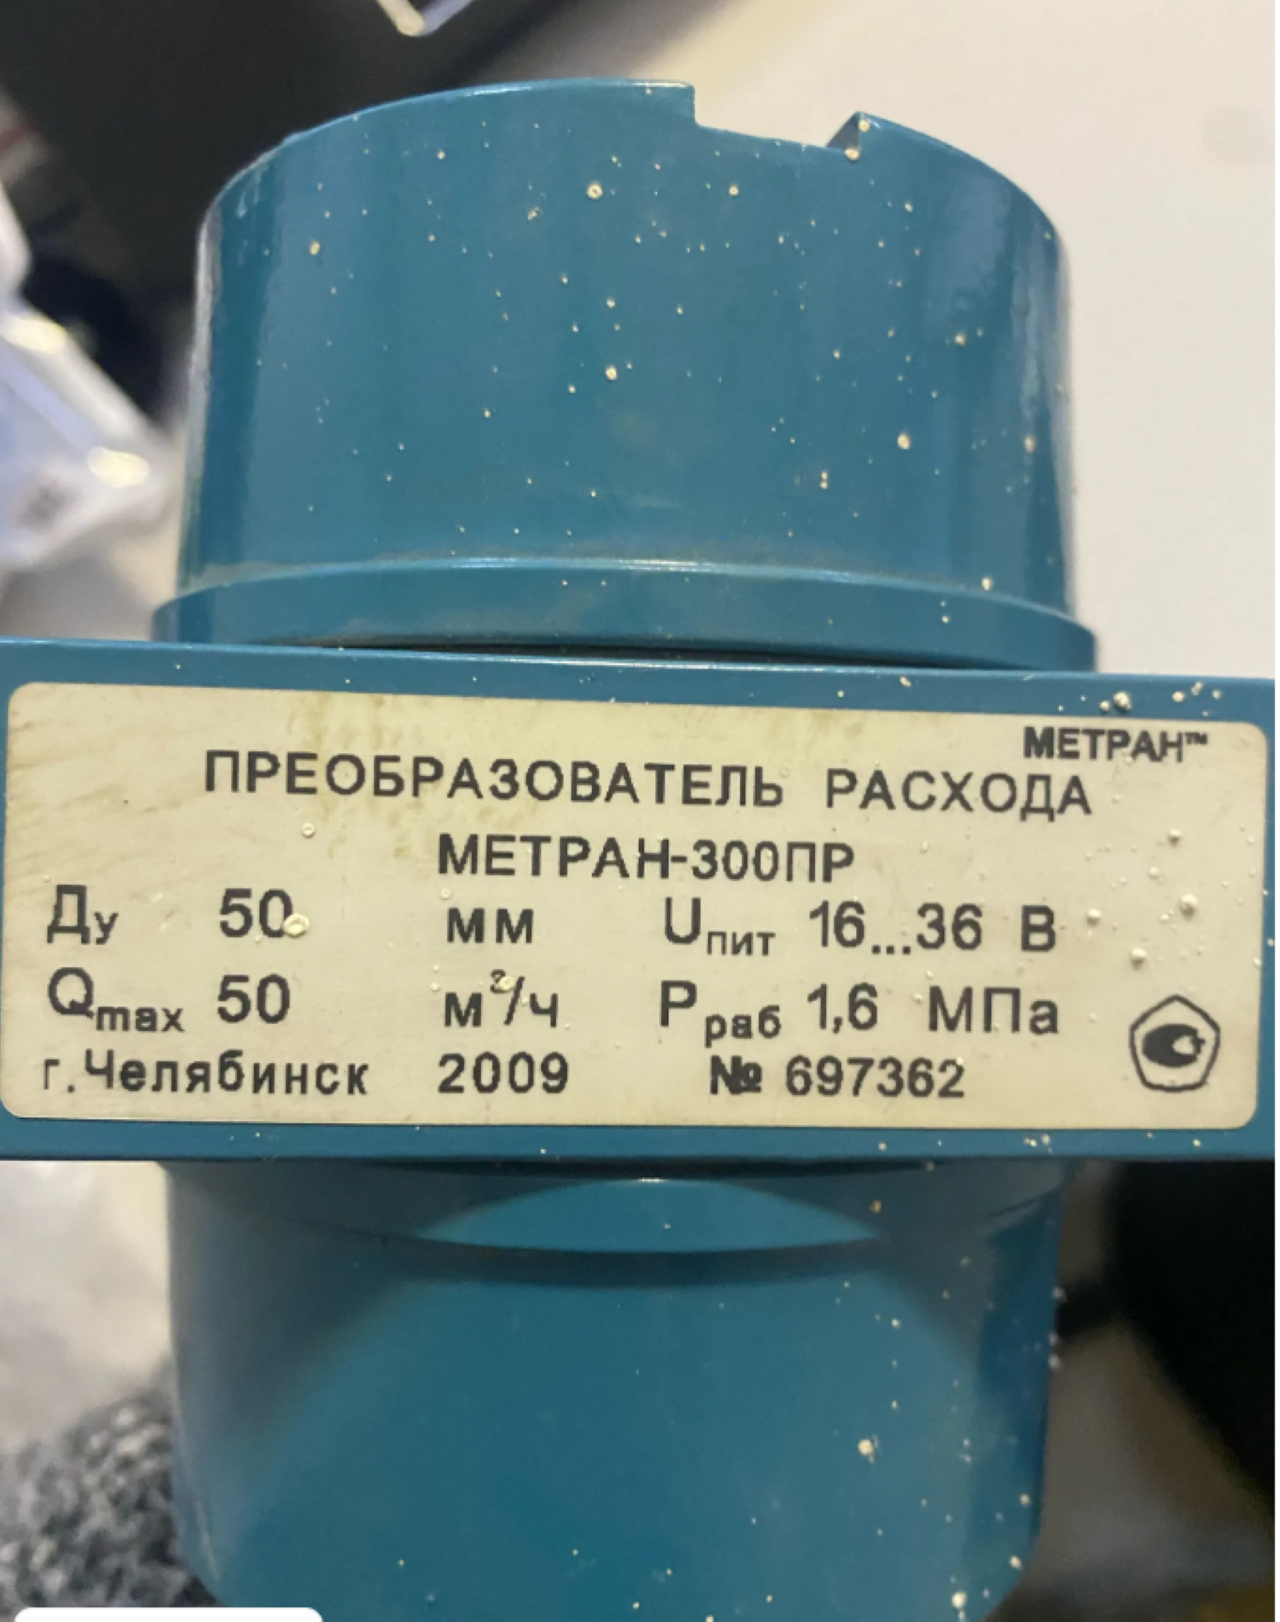 МЕТРАН™
ПРЕОБРАЗОВАТЕЛЬ РАСХОДА
МЕТРАН-300ПР
Ду 50 мм Uпит 16...36 В
Qmax 50 м³/ч Pраб 1,6 МПа
г.Челябинск 2009 № 697362